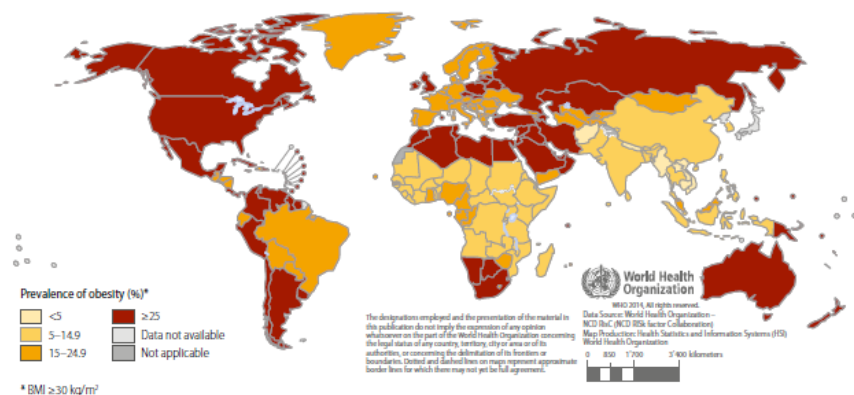 Prevalence of obesity (%)*
<5
5–14.9
15–24.9
≥25
Data not available
Not applicable
* BMI ≥30 kg/m²
The designations employed and the presentation of the material in
this publication do not imply the expression of any opinion
whatsoever on the part of the World Health Organization concerning
the legal status of any country, territory, city or area or of its
authorities, or concerning the delimitation of its frontiers or
boundaries. Dotted and dashed lines on maps represent approximate
border lines for which there may not yet be full agreement.
World Health
Organization
WHO 2014, All rights reserved.
Data Source: World Health Organization –
NCD RisC (NCD RISk factor Collaboration)
Map Production: Health Statistics and Information Systems (HSI)
World Health Organization
0 850 1'700 3'400 kilometers